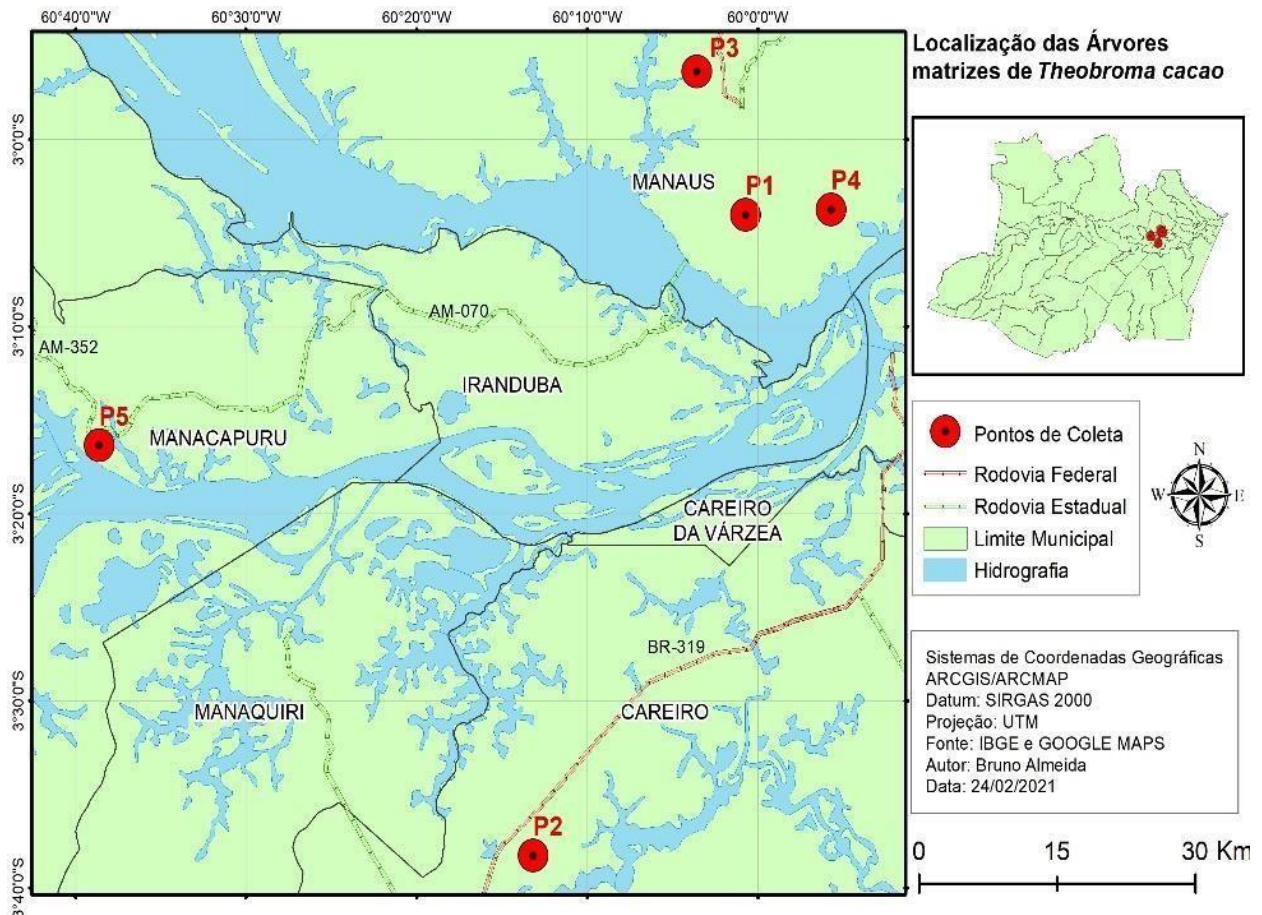 60°40'0"W 60°30'0"W 60°20'0"W 60°10'0"W 60°0'0"W
3°0'0"S
3°10'0"S
3°20'0"S
3°30'0"S
3°40'0"S
P3
MANAUS
P1
P4
AM-070
AM-352
IRANDUBA
P5
MANACAPURU
CAREIRO
DA VÁRZEA
BR-319
MANAQUIRI
CAREIRO
P2
Localização das Árvores
matrizes de Theobroma cacao
Pontos de Coleta
Rodovia Federal
Rodovia Estadual
Limite Municipal
Hidrografia
N
W E
S
Sistemas de Coordenadas Geográficas
ARCGIS/ARCMAP
Datum: SIRGAS 2000
Projeção: UTM
Fonte: IBGE e GOOGLE MAPS
Autor: Bruno Almeida
Data: 24/02/2021
0 15 30 Km